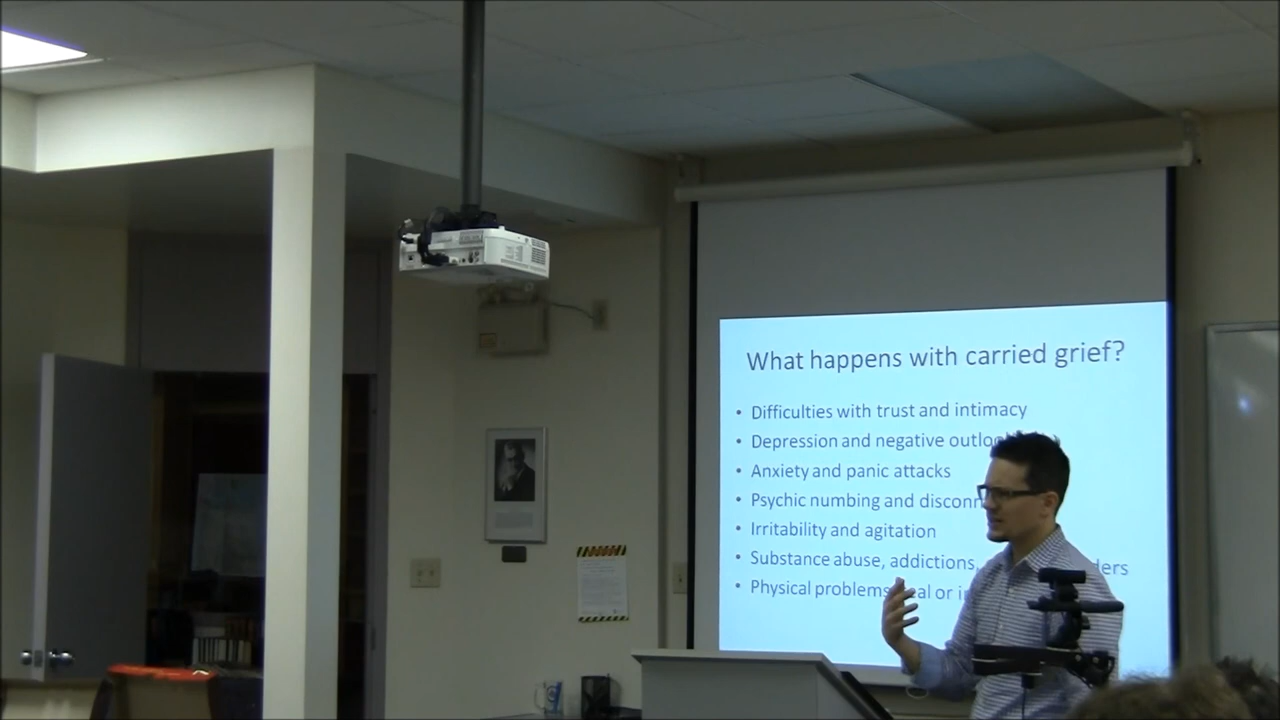 What happens with carried grief?
• Difficulties with trust and intimacy
• Depression and negative
• Anxiety and panic attacks
• Psychic numbing and
• Irritability and agitation
• Substance abuse, addictions,
• Physical problems or